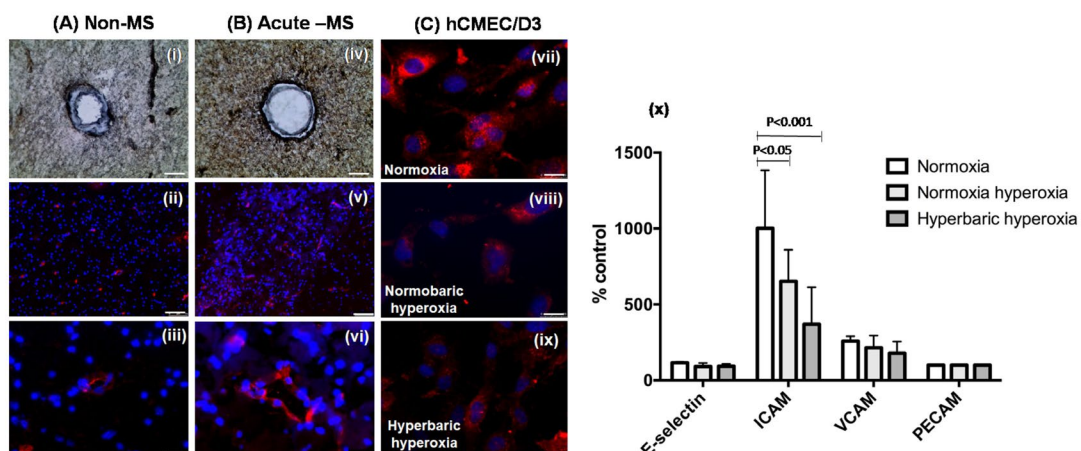 (A) Non-MS
(B) Acute –MS
(C) hCMEC/D3
(i)
(iv)
(vii)
Normoxia
(ii)
(v)
(viii)
Normobaric
hyperoxia
(iii)
(vi)
(ix)
Hyperbaric
hyperoxia
(x)
P<0.001
P<0.05
1500
1000
500
0
% control
Normoxia
Normoxia hyperoxia
Hyperbaric hyperoxia
E-selectin
ICAM
VCAM
PECAM